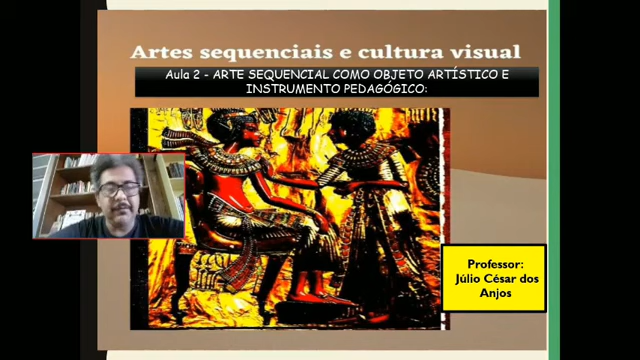 Artes sequenciais e cultura visual
Aula 2 - ARTE SEQUENCIAL COMO OBJETO ARTÍSTICO E
INSTRUMENTO PEDAGÓGICO:
Professor:
Júlio César dos
Anjos